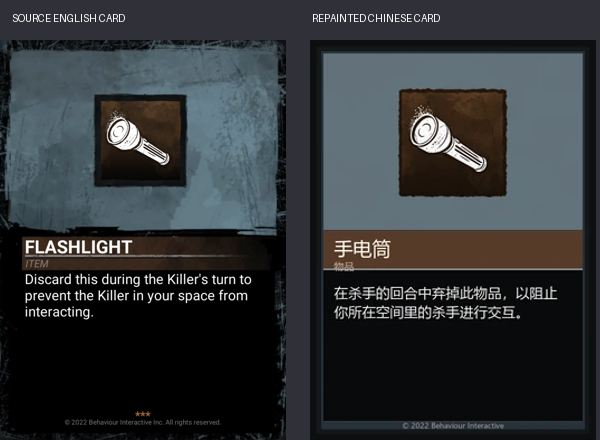 SOURCE ENGLISH CARD
FLASHLIGHT
ITEM
Discard this during the Killer's turn to
prevent the Killer in your space from
interacting.
***
© 2022 Behaviour Interactive Inc. All rights reserved.
REPAINTED CHINESE CARD
手电筒
物品
在杀手的回合中弃掉此物品，以阻止
你所在空间里的杀手进行交互。
© 2022 Behaviour Interactive